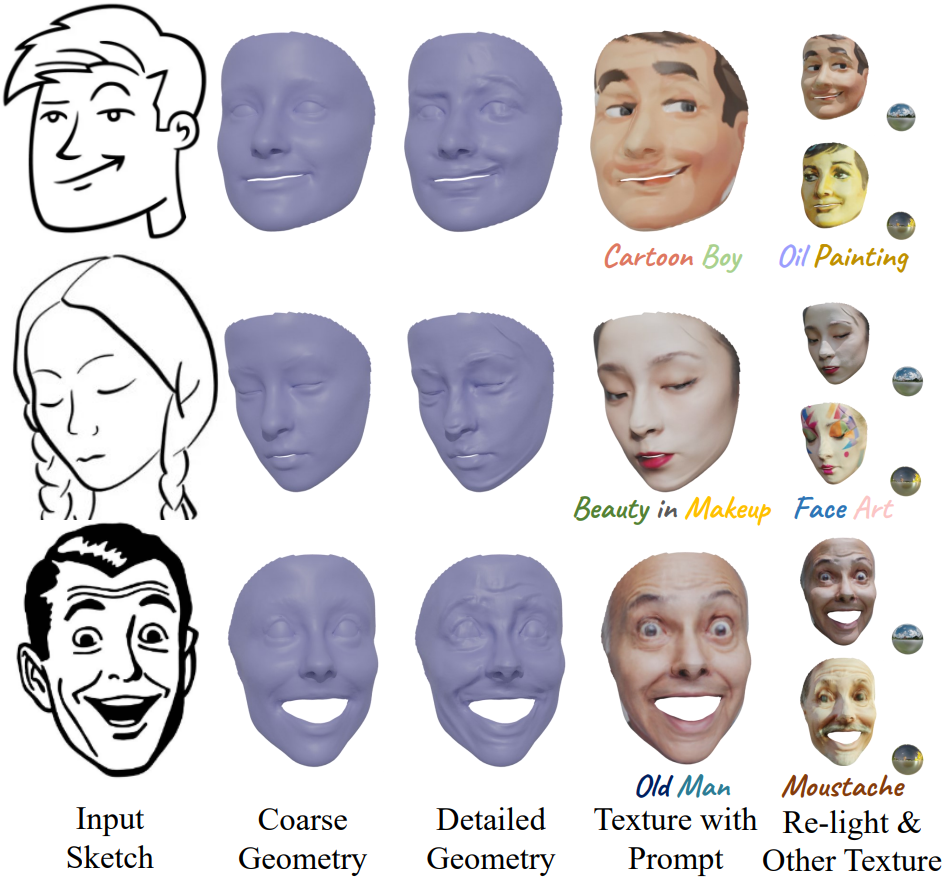 Cartoon Boy
Oil Painting
Beauty in Makeup
Face Art
Old Man
Moustache
Input
Sketch
Coarse
Geometry
Detailed
Geometry
Texture with
Prompt
Re-light &
Other Texture